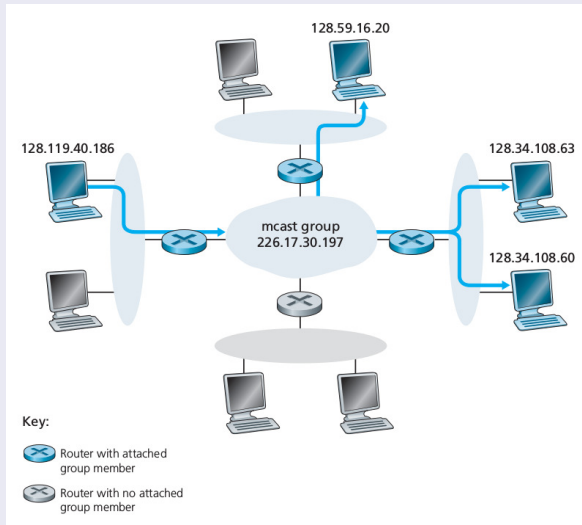 128.59.16.20
128.119.40.186
128.34.108.63
mcast group
226.17.30.197
128.34.108.60
Key:
Router with attached
group member
Router with no attached
group member